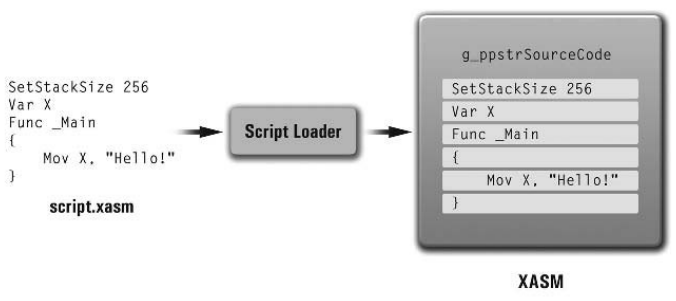 SetStackSize 256
Var X
Func _Main
{
Mov X, "Hello!"
}
script.xasm
Script Loader
g_ppstrSourceCode
SetStackSize 256
Var X
Func _Main
{
Mov X, "Hello!"
}
XASM